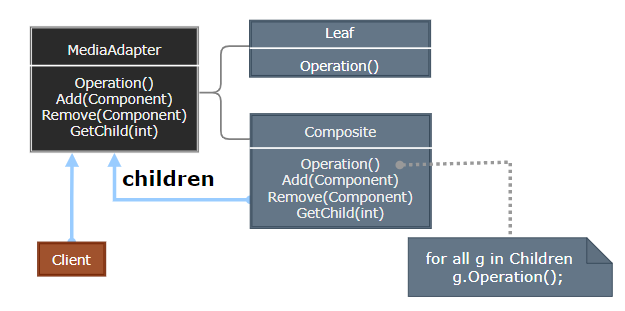 MediaAdapter
Operation()
Add(Component)
Remove(Component)
GetChild(int)
Leaf
Operation()
Composite
Operation()
Add(Component)
Remove(Component)
GetChild(int)
children
Client
for all g in Children
g.Operation();